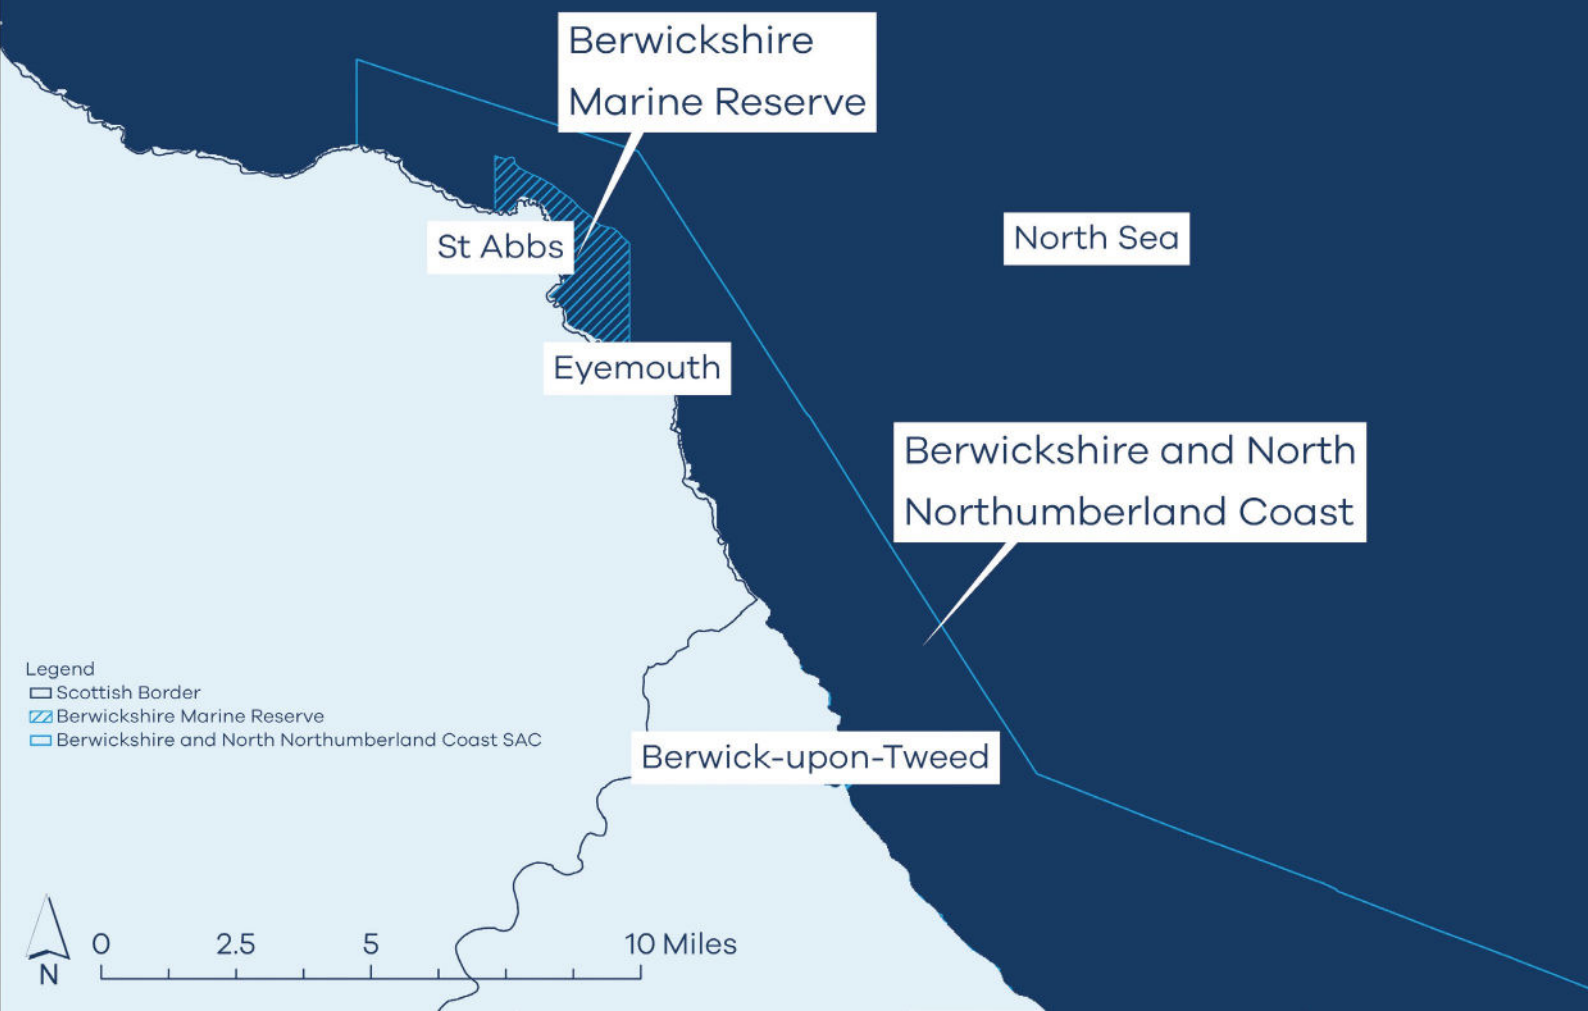 Berwickshire
Marine Reserve
St Abbs
North Sea
Eyemouth
Berwickshire and North
Northumberland Coast
Legend
Scottish Border
Berwickshire Marine Reserve
Berwickshire and North Northumberland Coast SAC
Berwick-upon-Tweed
N
0 2.5 5 10 Miles